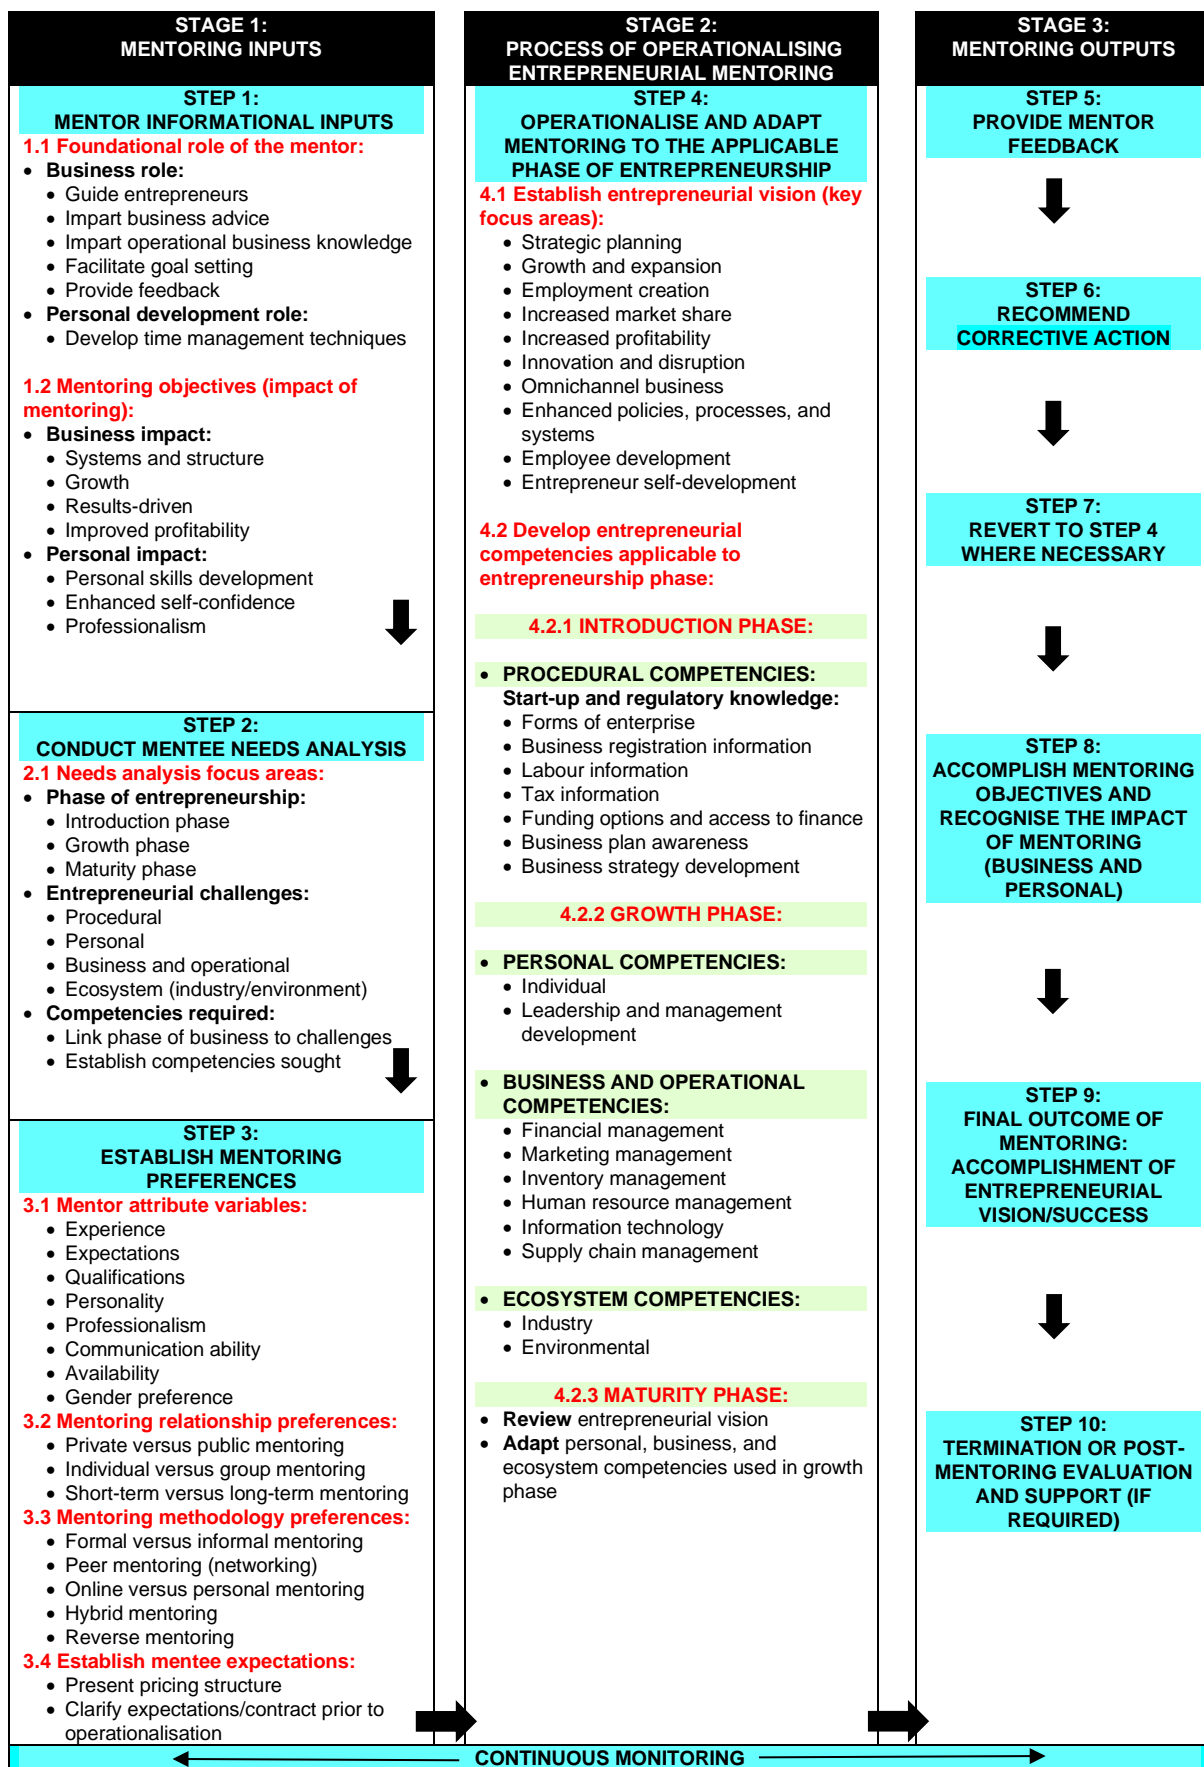 STAGE 1:
MENTORING INPUTS
STEP 1:
MENTOR INFORMATIONAL INPUTS
1.1 Foundational role of the mentor:
• Business role:
• Guide entrepreneurs
• Impart business advice
• Impart operational business knowledge
• Facilitate goal setting
• Provide feedback
• Personal development role:
• Develop time management techniques
1.2 Mentoring objectives (impact of
mentoring):
• Business impact:
• Systems and structure
• Growth
• Results-driven
• Improved profitability
• Personal impact:
• Personal skills development
• Enhanced self-confidence
• Professionalism
STEP 2:
CONDUCT MENTEE NEEDS ANALYSIS
2.1 Needs analysis focus areas:
• Phase of entrepreneurship:
• Introduction phase
• Growth phase
• Maturity phase
• Entrepreneurial challenges:
• Procedural
• Personal
• Business and operational
• Ecosystem (industry/environment)
• Competencies required:
• Link phase of business to challenges
• Establish competencies sought
STEP 3:
ESTABLISH MENTORING
PREFERENCES
3.1 Mentor attribute variables:
• Experience
• Expectations
• Qualifications
• Personality
• Professionalism
• Communication ability
• Availability
• Gender preference
3.2 Mentoring relationship preferences:
• Private versus public mentoring
• Individual versus group mentoring
• Short-term versus long-term mentoring
3.3 Mentoring methodology preferences:
• Formal versus informal mentoring
• Peer mentoring (networking)
• Online versus personal mentoring
• Hybrid mentoring
• Reverse mentoring
3.4 Establish mentee expectations:
• Present pricing structure
• Clarify expectations/contract prior to
operationalisation
STAGE 2:
PROCESS OF OPERATIONALISING
ENTREPRENEURIAL MENTORING
STEP 4:
OPERATIONALISE AND ADAPT
MENTORING TO THE APPLICABLE
PHASE OF ENTREPRENEURSHIP
4.1 Establish entrepreneurial vision (key
focus areas):
• Strategic planning
• Growth and expansion
• Employment creation
• Increased market share
• Increased profitability
• Innovation and disruption
• Omnichannel business
• Enhanced policies, processes, and
systems
• Employee development
• Entrepreneur self-development
4.2 Develop entrepreneurial
competencies applicable to
entrepreneurship phase:
4.2.1 INTRODUCTION PHASE:
• PROCEDURAL COMPETENCIES:
Start-up and regulatory knowledge:
• Forms of enterprise
• Business registration information
• Labour information
• Tax information
• Funding options and access to finance
• Business plan awareness
• Business strategy development
4.2.2 GROWTH PHASE:
• PERSONAL COMPETENCIES:
• Individual
• Leadership and management
development
• BUSINESS AND OPERATIONAL
COMPETENCIES:
• Financial management
• Marketing management
• Inventory management
• Human resource management
• Information technology
• Supply chain management
• ECOSYSTEM COMPETENCIES:
• Industry
• Environmental
4.2.3 MATURITY PHASE:
• Review entrepreneurial vision
• Adapt personal, business, and
ecosystem competencies used in growth
phase
STAGE 3:
MENTORING OUTPUTS
STEP 5:
PROVIDE MENTOR
FEEDBACK
STEP 6:
RECOMMEND
CORRECTIVE ACTION
STEP 7:
REVERT TO STEP 4
WHERE NECESSARY
STEP 8:
ACCOMPLISH MENTORING
OBJECTIVES AND
RECOGNISE THE IMPACT
OF MENTORING
(BUSINESS AND
PERSONAL)
STEP 9:
FINAL OUTCOME OF
MENTORING:
ACCOMPLISHMENT OF
ENTREPRENEURIAL
VISION/SUCCESS
STEP 10:
TERMINATION OR POST-
MENTORING EVALUATION
AND SUPPORT (IF
REQUIRED)
CONTINUOUS MONITORING